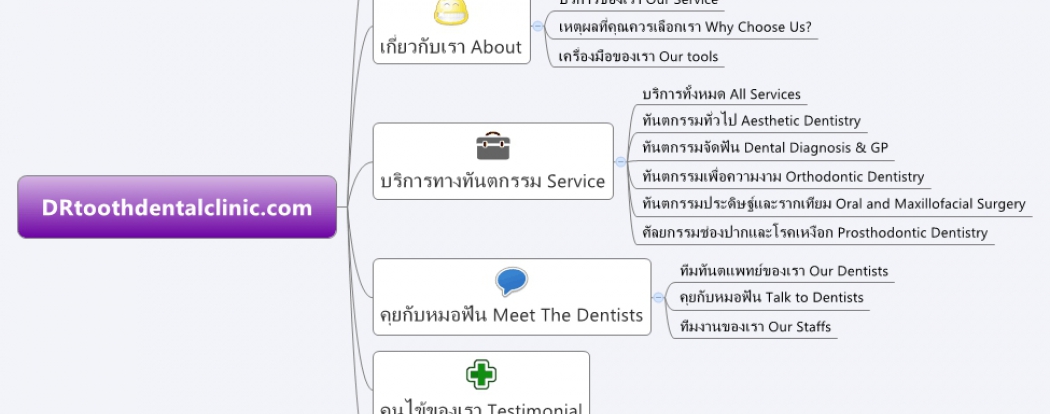 บริการของเรา Our Service
เกี่ยวกับเรา About
เหตุผลที่คุณควรเลือกเรา Why Choose Us?
เครื่องมือของเรา Our tools
DRtoothdentalclinic.com
บริการทางทันตกรรม Service
บริการทั้งหมด All Services
ทันตกรรมทั่วไป Aesthetic Dentistry
ทันตกรรมจัดฟัน Dental Diagnosis & GP
ทันตกรรมเพื่อความงาม Orthodontic Dentistry
ทันตกรรมประดิษฐ์และรากเทียม Oral and Maxillofacial Surgery
ศัลยกรรมช่องปากและโรคเหงือก Prosthodontic Dentistry
คุยกับหมอฟัน Meet The Dentists
ทีมทันตแพทย์ของเรา Our Dentists
คุยกับหมอฟัน Talk to Dentists
ทีมงานของเรา Our Staffs
คนไข้ของเรา Testimonial